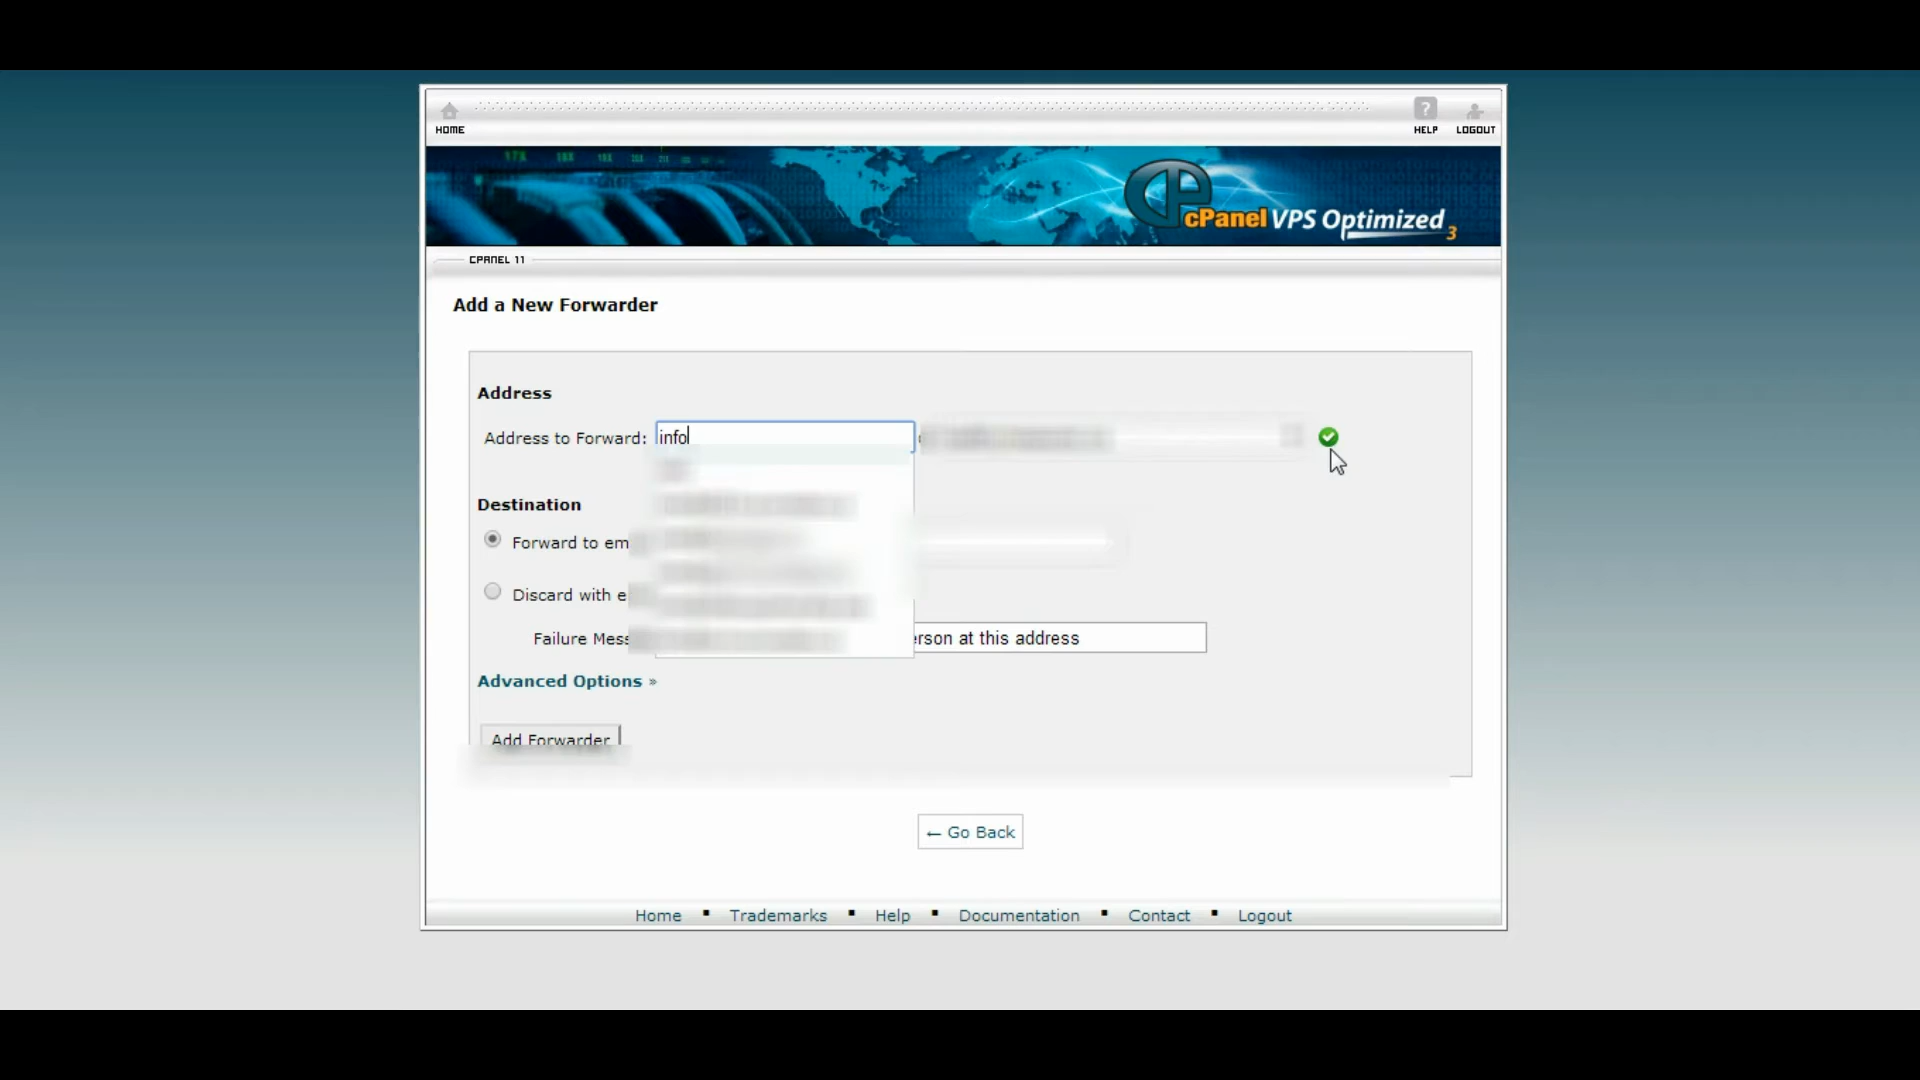 HOME
HELP LOGOUT
cPanel VPS Optimized 3
CPANEL 11
Add a New Forwarder
Address
Address to Forward: info
Destination
Forward to em
Discard with e
Failure Mess
erson at this address
Advanced Options »
Add Forwarder
← Go Back
Home ▪ Trademarks ▪ Help ▪ Documentation ▪ Contact ▪ Logout